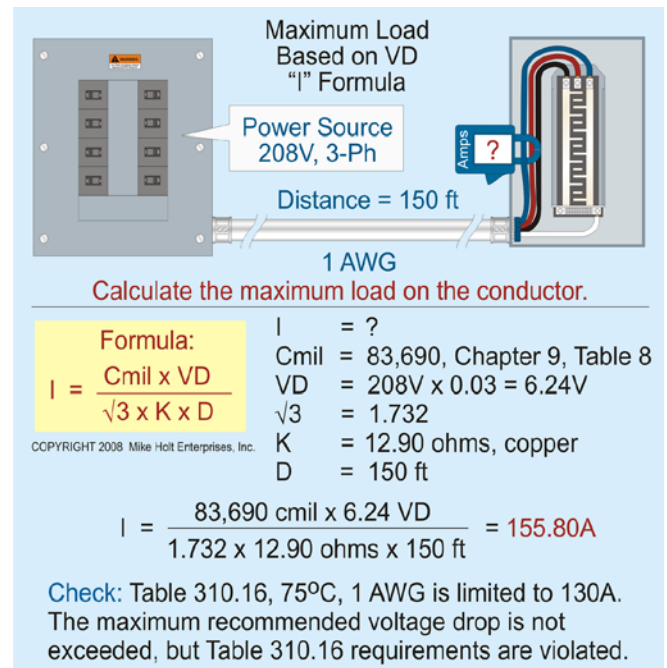 Maximum Load
Based on VD
“I” Formula
WARNING
Power Source
208V, 3-Ph
Amps
?
Distance = 150 ft
1 AWG
Calculate the maximum load on the conductor.
Formula:
I = Cmil x VD
√3 x K x D
COPYRIGHT 2008 Mike Holt Enterprises, Inc.
I = ?
Cmil = 83,690, Chapter 9, Table 8
VD = 208V x 0.03 = 6.24V
√3 = 1.732
K = 12.90 ohms, copper
D = 150 ft
I = 83,690 cmil x 6.24 VD = 155.80A
1.732 x 12.90 ohms x 150 ft
Check: Table 310.16, 75ºC, 1 AWG is limited to 130A.
The maximum recommended voltage drop is not
exceeded, but Table 310.16 requirements are violated.